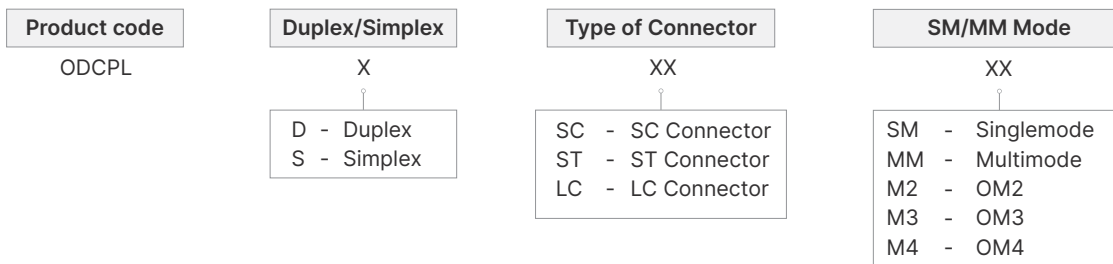 Product code Duplex/Simplex Type of Connector SM/MM Mode
ODCPL X XX XX
D - Duplex
S - Simplex
SC - SC Connector
ST - ST Connector
LC - LC Connector
SM - Singlemode
MM - Multimode
M2 - OM2
M3 - OM3
M4 - OM4